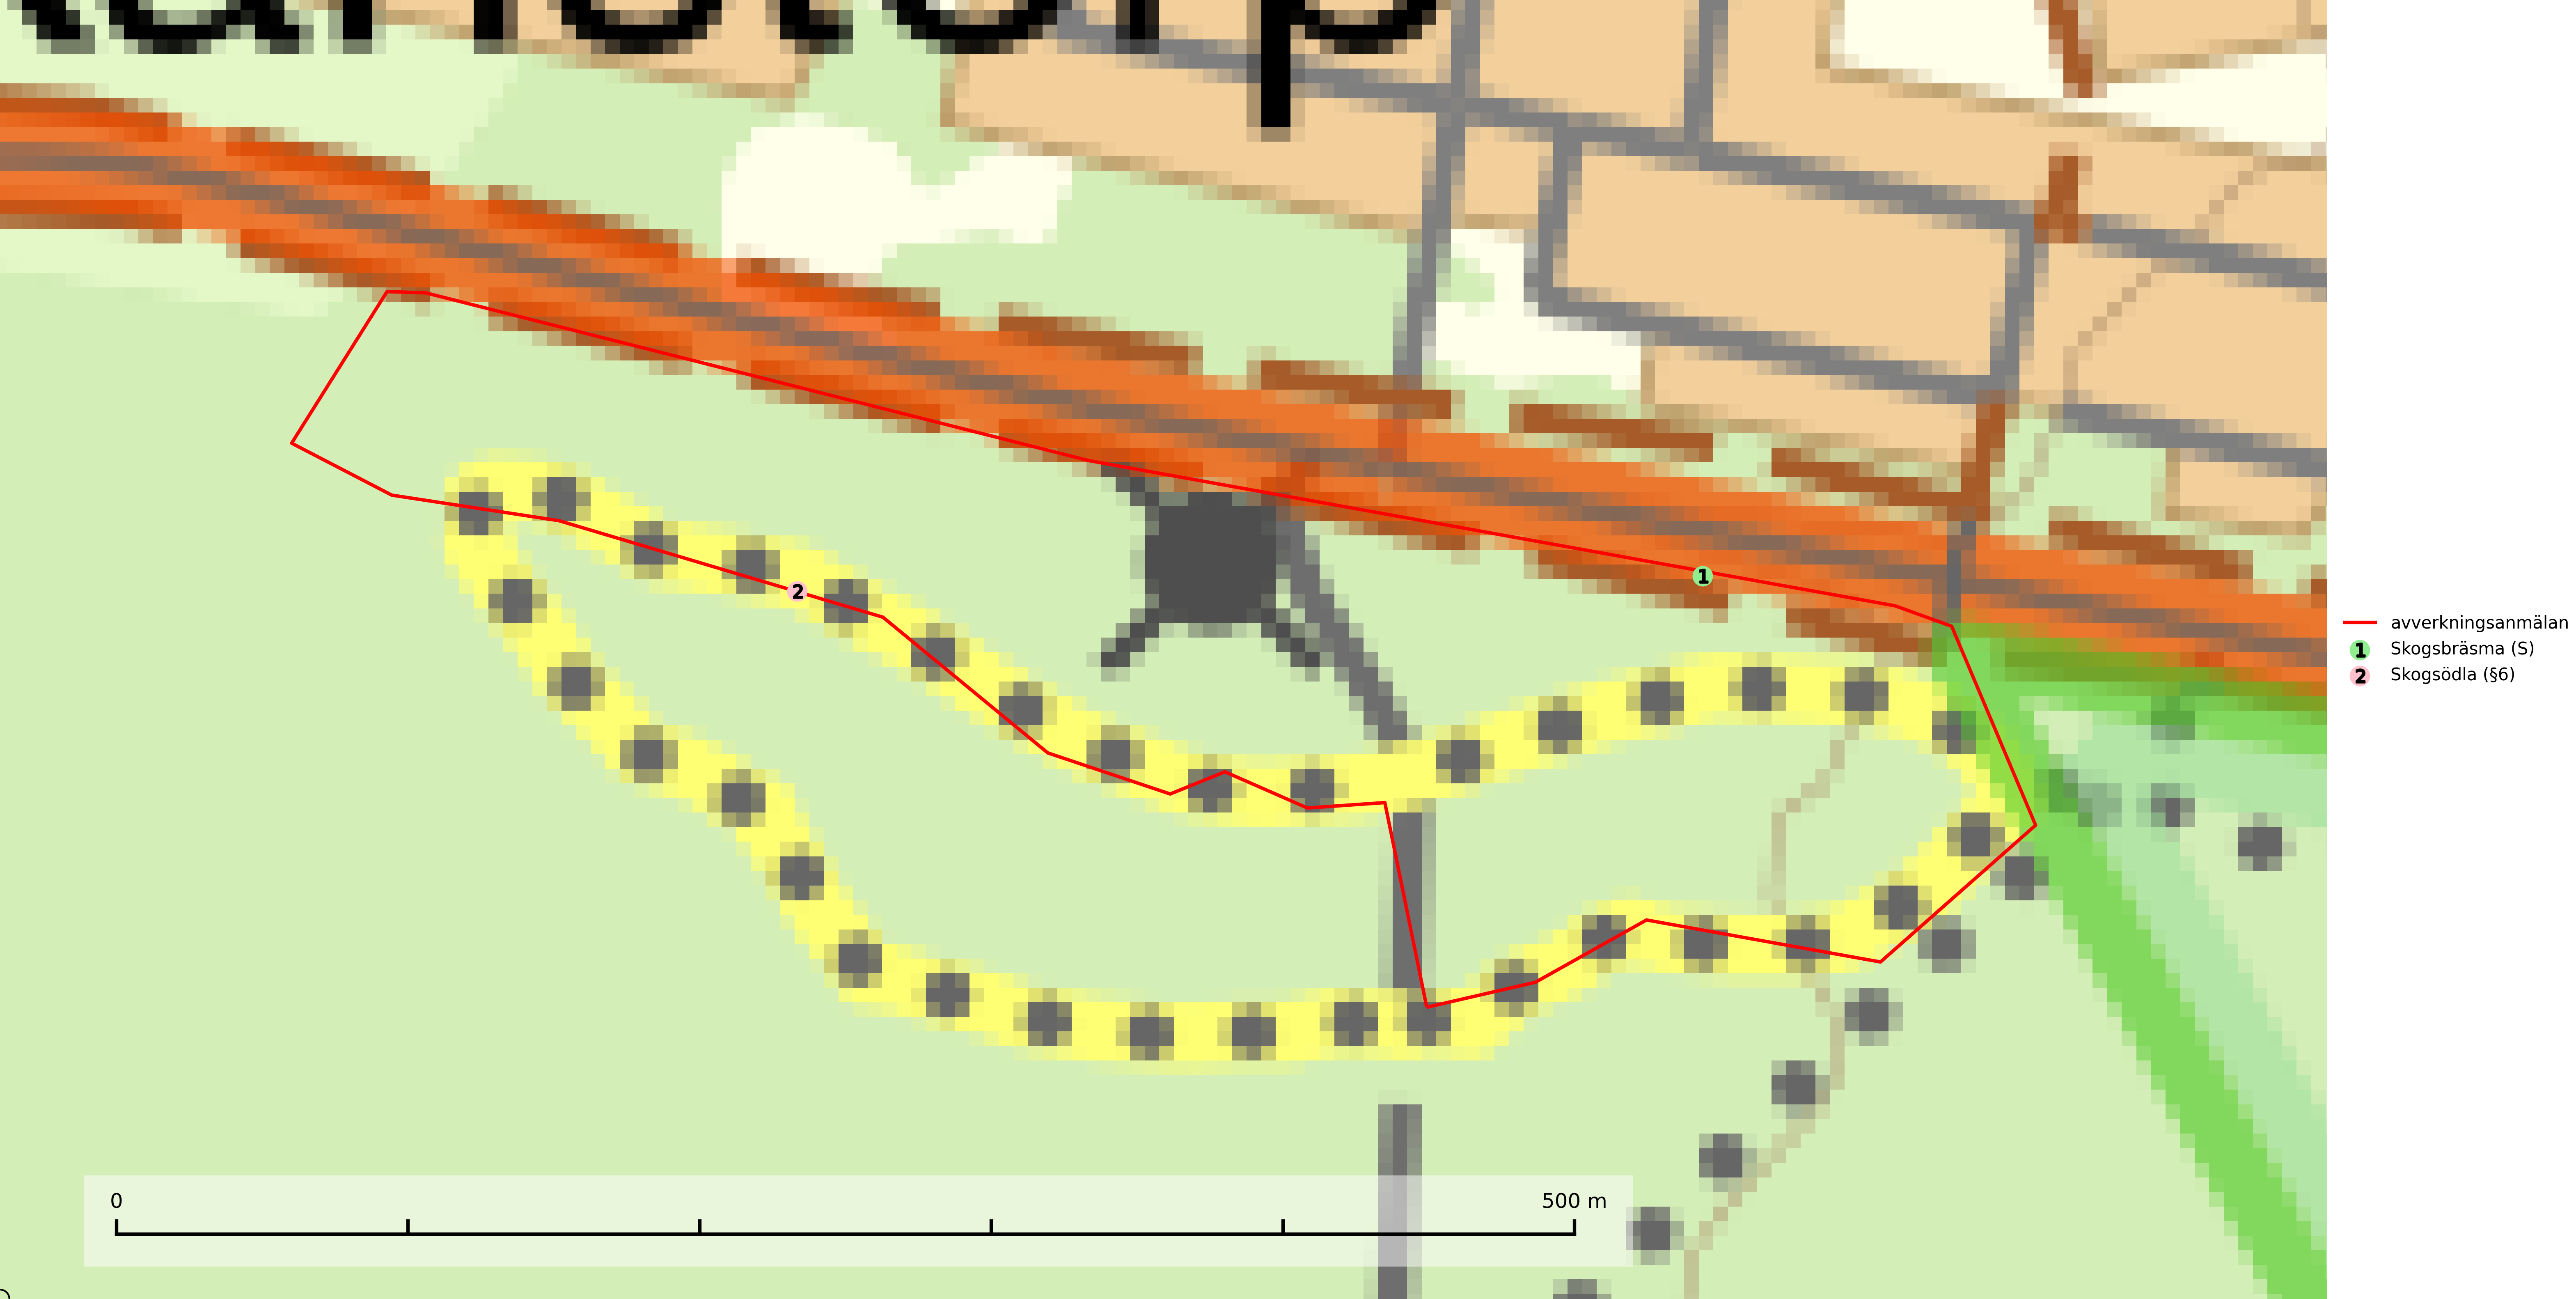 1
2
avverkningsanmälan
1 Skogsbräsma (S)
2 Skogsödla (§6)
0 500 m